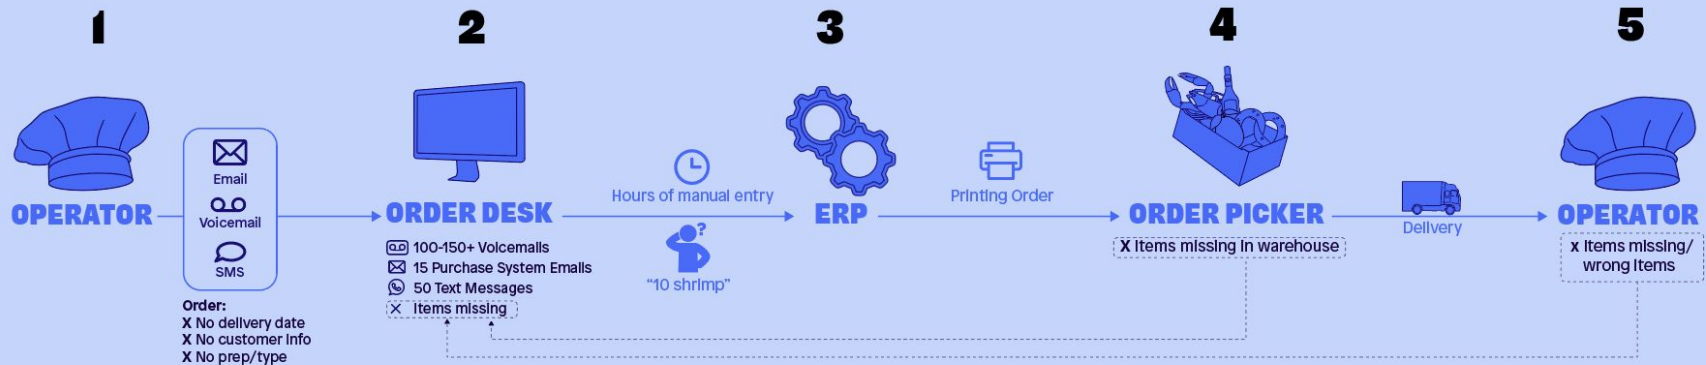 1
2
3
4
5
Email
Voicemail
SMS
OPERATOR
Order:
X No delivery date
X No customer info
X No prep/type
ORDER DESK
100-150+ Voicemails
15 Purchase System Emails
50 Text Messages
X Items missing
Hours of manual entry
?
“10 shrimp”
ERP
Printing Order
ORDER PICKER
X Items missing in warehouse
Delivery
OPERATOR
x Items missing/
wrong items